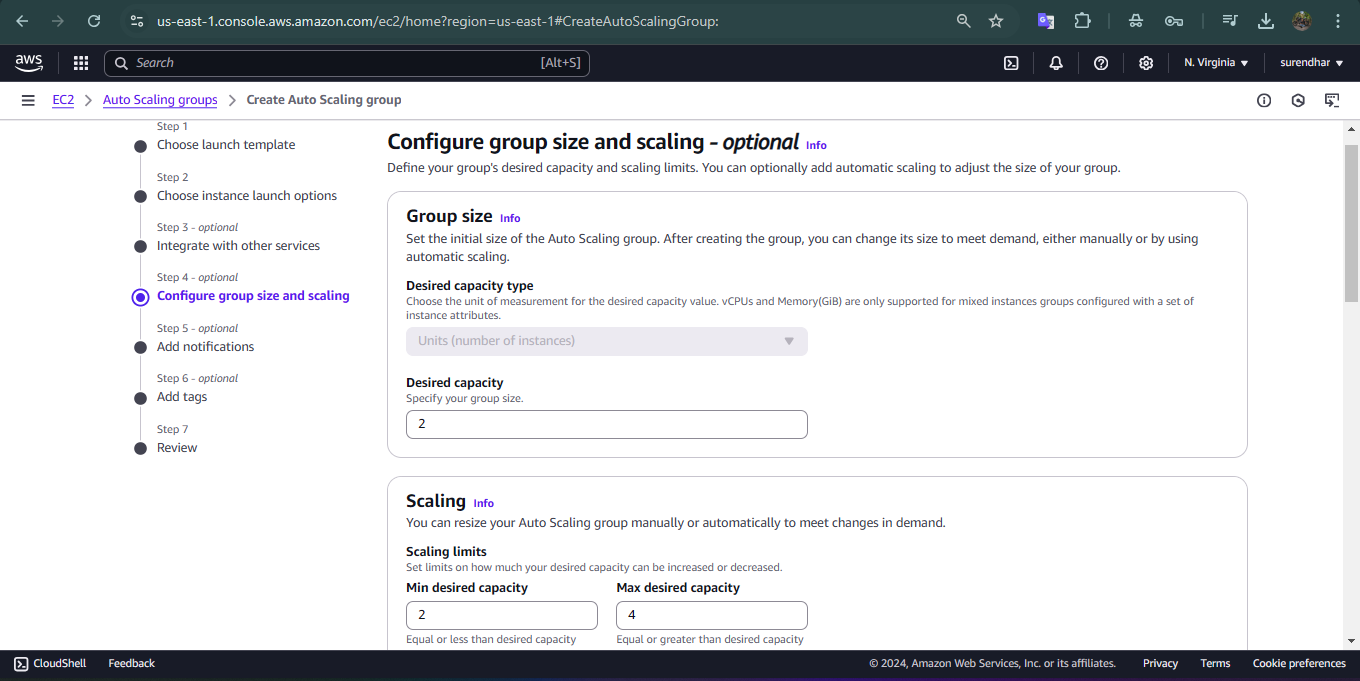 us-east-1.console.aws.amazon.com/ec2/home?region=us-east-1#CreateAutoScalingGroup:
aws
Search
[Alt+S]
N. Virginia
surendhar
EC2
Auto Scaling groups
Create Auto Scaling group
Step 1
Choose launch template
Step 2
Choose instance launch options
Step 3 - optional
Integrate with other services
Step 4 - optional
Configure group size and scaling
Step 5 - optional
Add notifications
Step 6 - optional
Add tags
Step 7
Review
Configure group size and scaling - optional Info
Define your group's desired capacity and scaling limits. You can optionally add automatic scaling to adjust the size of your group.
Group size Info
Set the initial size of the Auto Scaling group. After creating the group, you can change its size to meet demand, either manually or by using
automatic scaling.
Desired capacity type
Choose the unit of measurement for the desired capacity value. vCPUs and Memory(GiB) are only supported for mixed instances groups configured with a set of
instance attributes.
Units (number of instances)
Desired capacity
Specify your group size.
2
Scaling Info
You can resize your Auto Scaling group manually or automatically to meet changes in demand.
Scaling limits
Set limits on how much your desired capacity can be increased or decreased.
Min desired capacity
Max desired capacity
2
4
Equal or less than desired capacity
Equal or greater than desired capacity
CloudShell
Feedback
© 2024, Amazon Web Services, Inc. or its affiliates.
Privacy
Terms
Cookie preferences